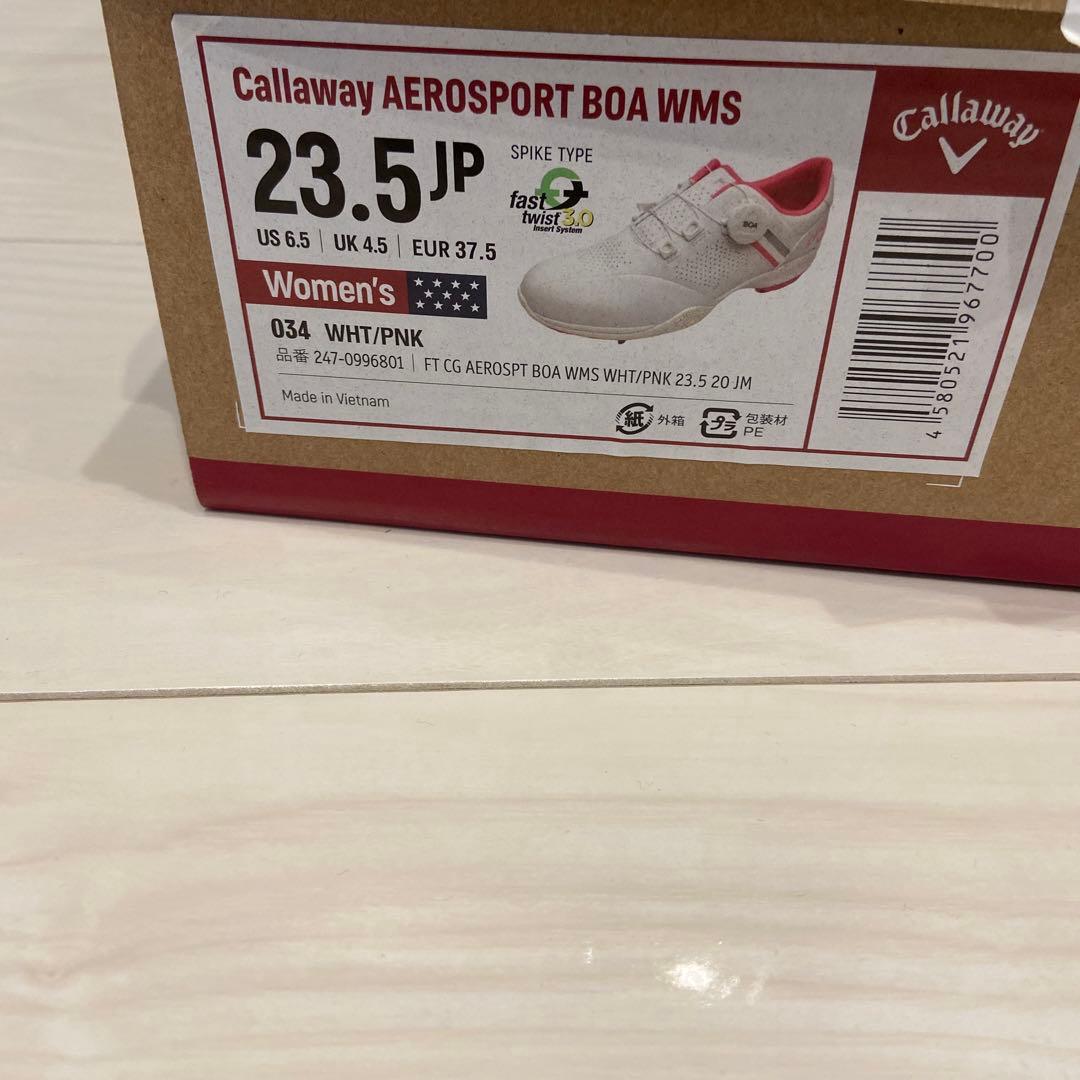 Callaway AEROSPORT BOA WMS
23.5 JP
US 6.5 | UK 4.5 | EUR 37.5
Women's
034 WHT/PNK
品番 247-0996801 | FT CG AEROSPT BOA WMS WHT/PNK 23.5 20 JM
Made in Vietnam
SPIKE TYPE
fast
twist 3.0
Insert System
BOA
紙 外箱
プラ 包装材
PE
Callaway
4 580521 967700